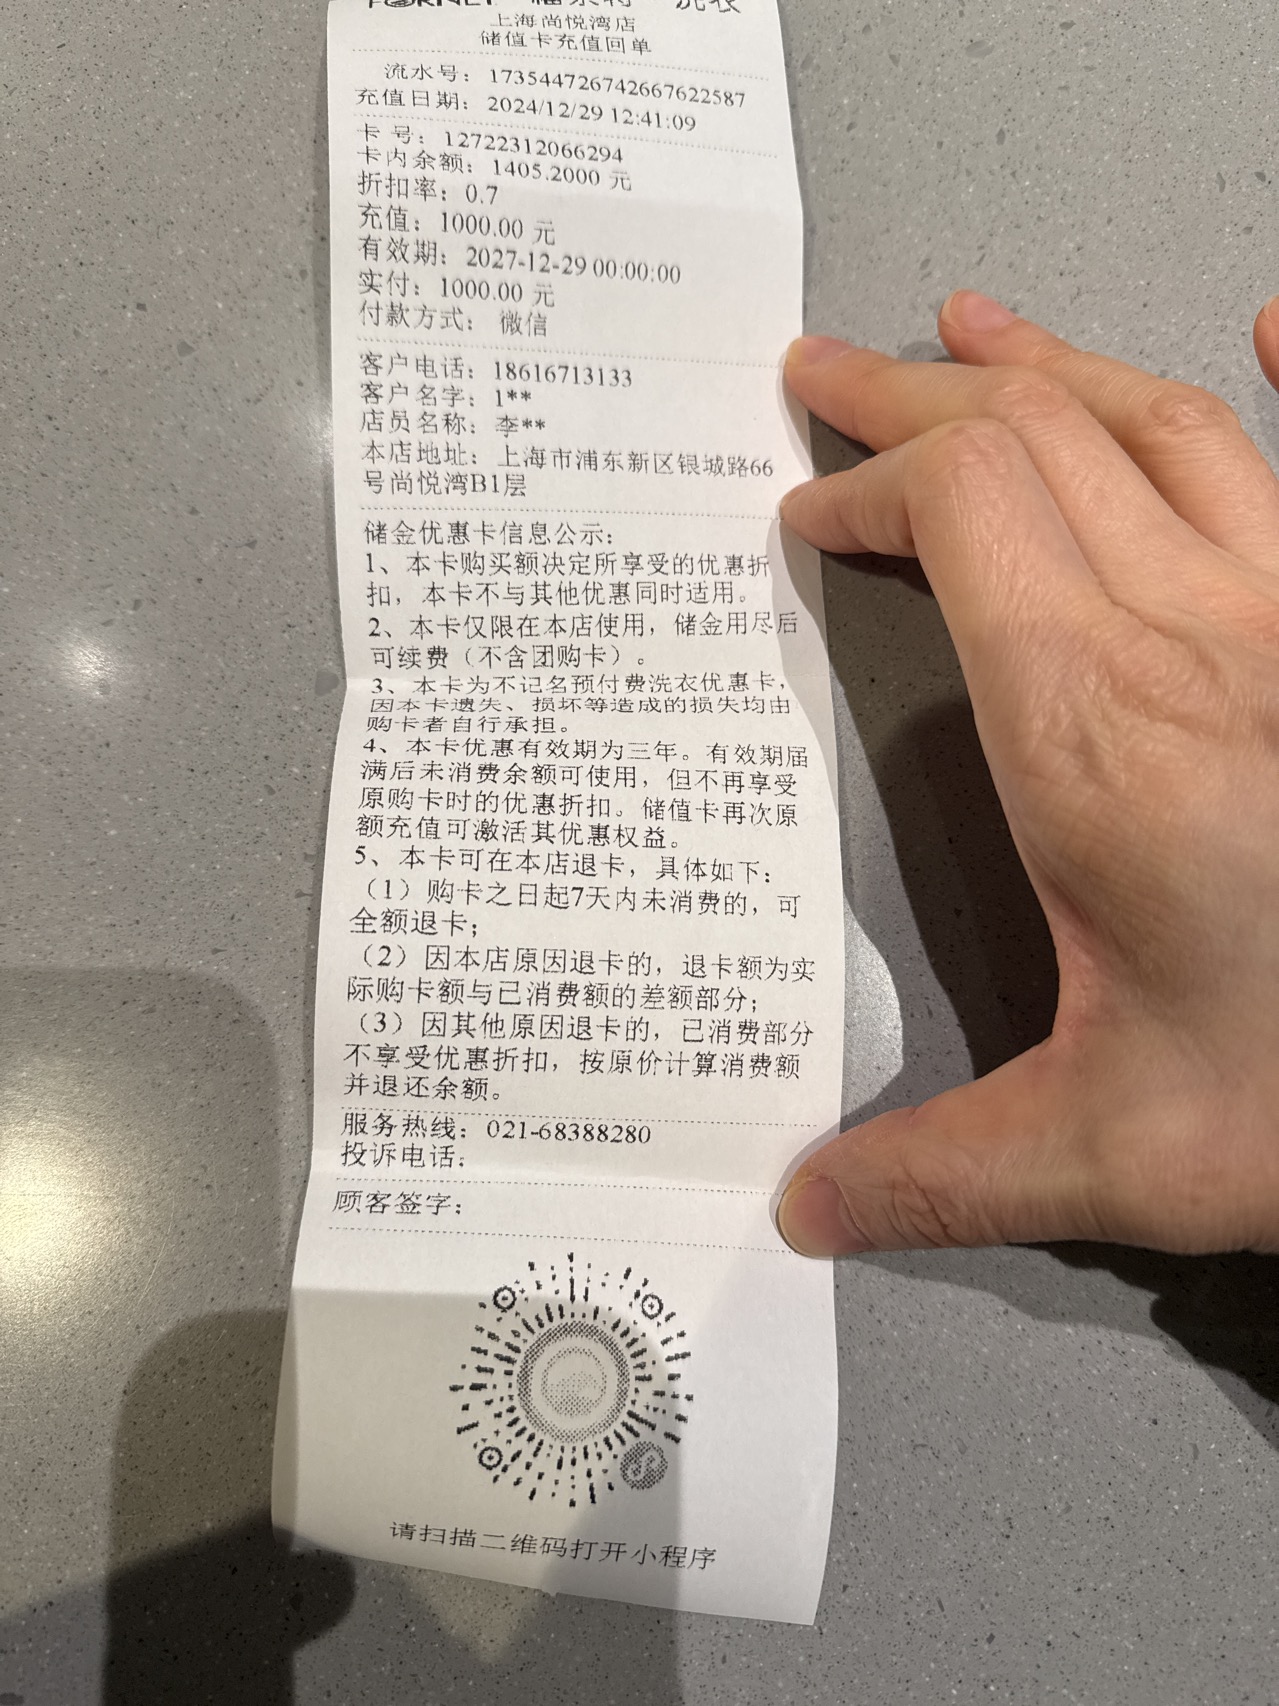 FORNET 福奈特 洗衣
上海尚悦湾店
储值卡充值回单
流水号：173544726742667622587
充值日期：2024/12/29 12:41:09
卡 号：12722312066294
卡内余额：1405.2000 元
折扣率：0.7
充值：1000.00 元
有效期：2027-12-29 00:00:00
实付：1000.00 元
付款方式： 微信
客户电话：18616713133
客户名字：1**
店员名称：李**
本店地址：上海市浦东新区银城路66
号尚悦湾B1层
储金优惠卡信息公示：
1、本卡购买额决定所享受的优惠折
扣，本卡不与其他优惠同时适用。
2、本卡仅限在本店使用，储金用尽后
可续费（不含团购卡）。
3、本卡为不记名预付费洗衣优惠卡，
因本卡遗失、损坏等造成的损失均由
购卡者自行承担。
4、本卡优惠有效期为三年。有效期届
满后未消费余额可使用，但不再享受
原购卡时的优惠折扣。储值卡再次原
额充值可激活其优惠权益。
5、本卡可在本店退卡，具体如下：
（1）购卡之日起7天内未消费的，可
全额退卡；
（2）因本店原因退卡的，退卡额为实
际购卡额与已消费额的差额部分；
（3）因其他原因退卡的，已消费部分
不享受优惠折扣，按原价计算消费额
并退还余额。
服务热线：021-68388280
投诉电话：
顾客签字：
请扫描二维码打开小程序